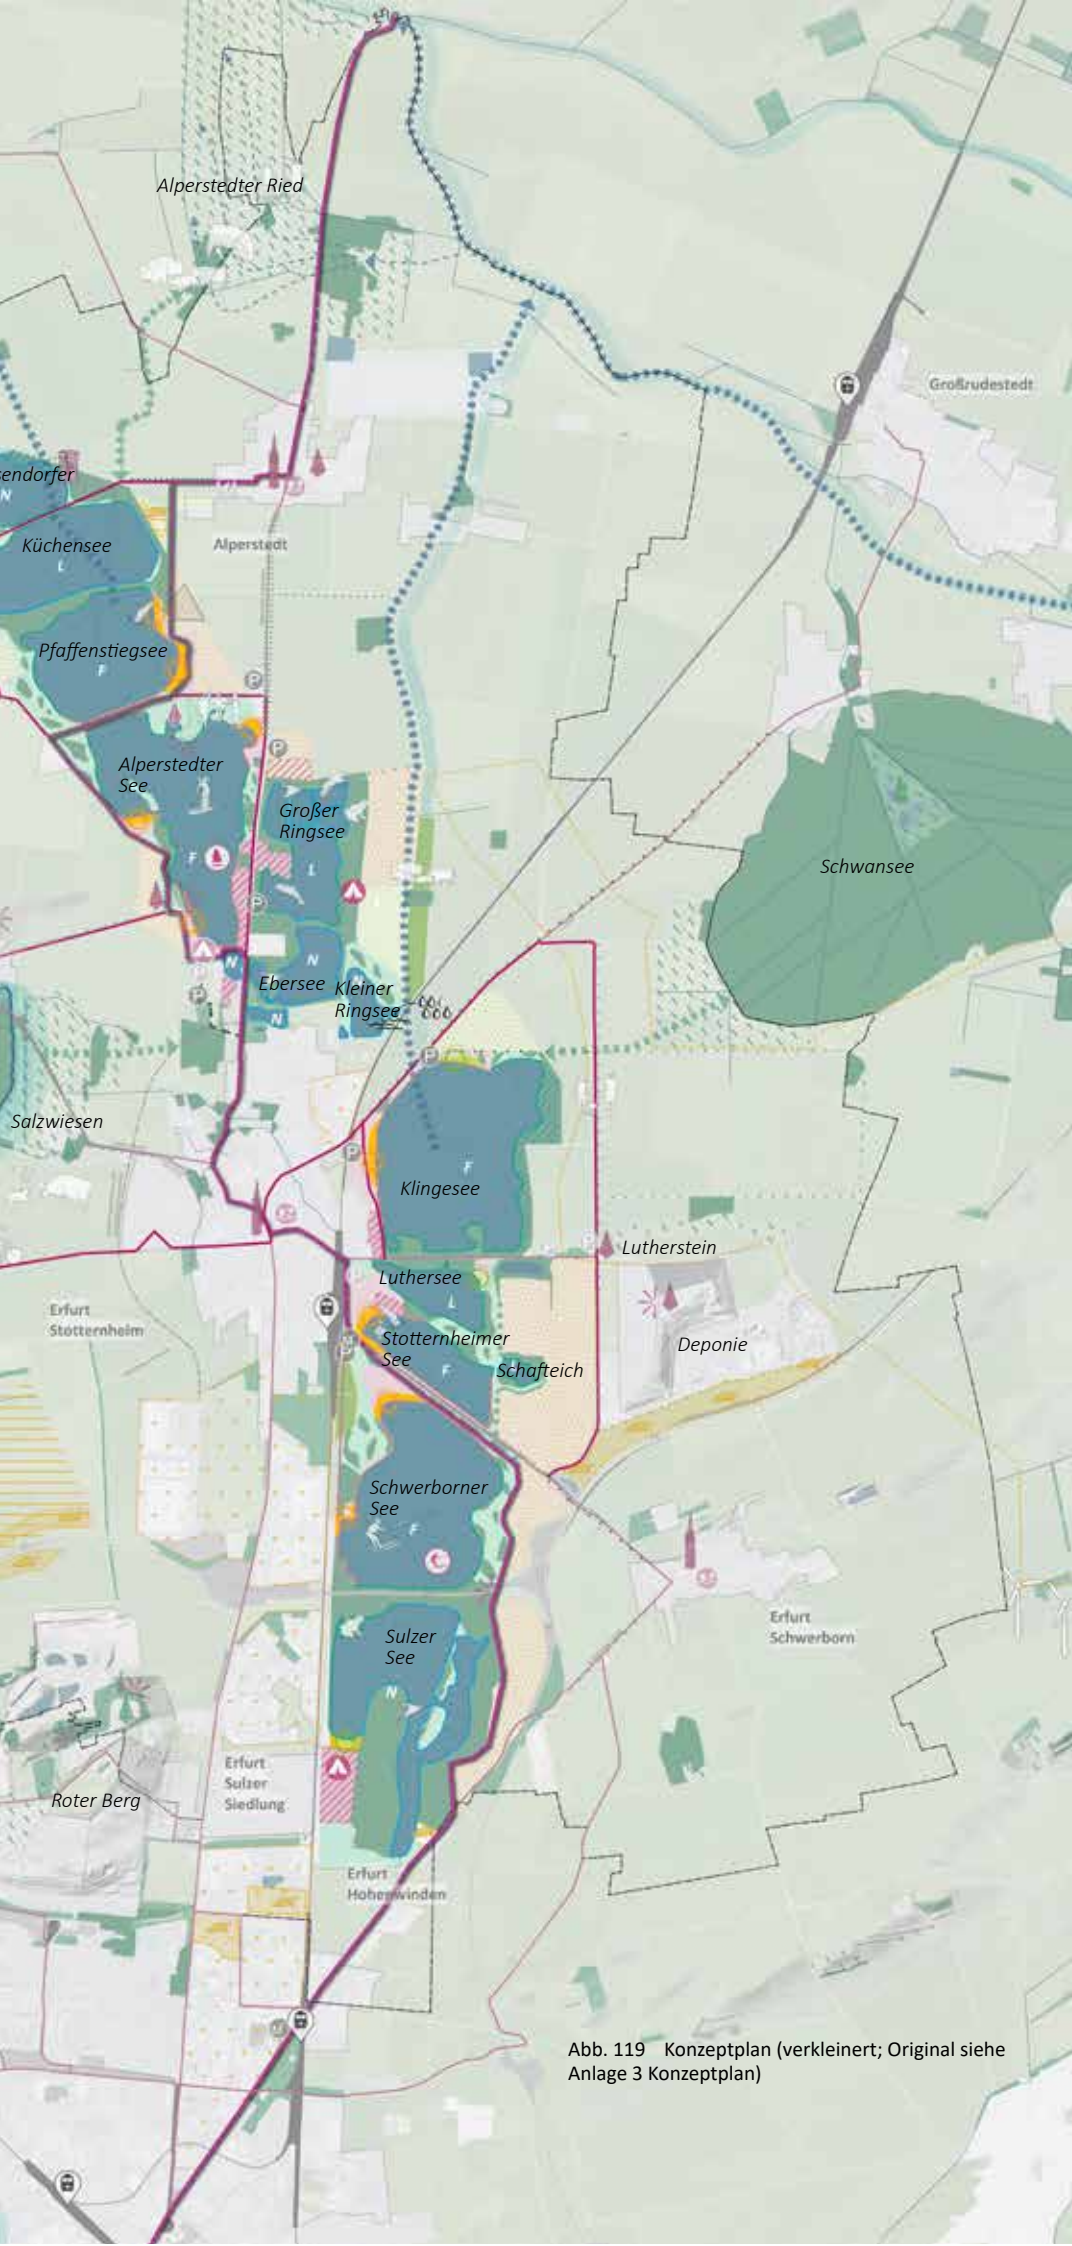 Alperstedter Ried
Großrudestedt
sendorfer
N
Küchensee
L
Alperstedt
Pfaffenstiegsee
F
P
Alperstedter
See
P
Großer
Ringsee
F
L
P
Schwansee
N
N
Ebersee
Kleiner
Ringsee
N
N
P
P
Salzwiesen
P
F
Klingesee
Lutherstein
Luthersee
L
Erfurt
Stotternheim
Stotternheimer
See
F
Schafteich
Deponie
Schwerborner
See
F
Erfurt
Schwerborn
Sulzer
See
N
Erfurt
Sulzer
Siedlung
Roter Berg
Erfurt
Hohenwinden
Abb. 119 Konzeptplan (verkleinert; Original siehe
Anlage 3 Konzeptplan)